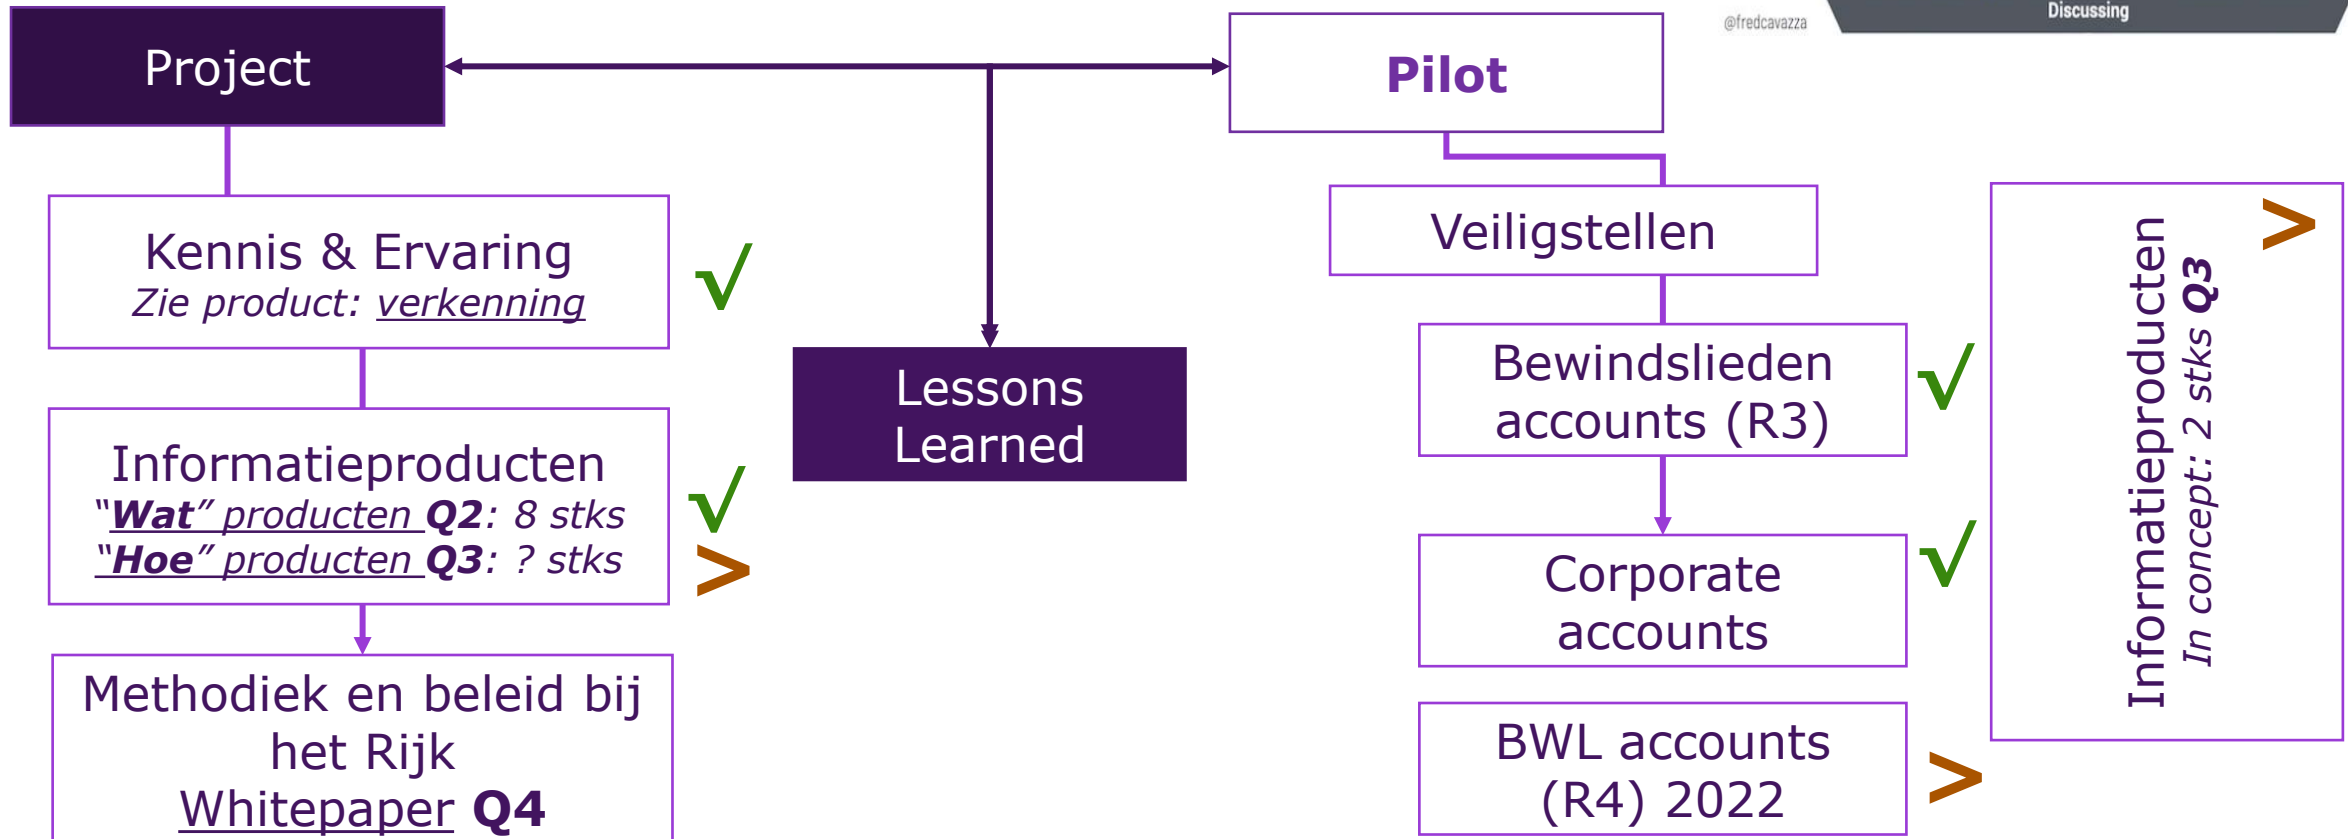 @fredcavazza
Discussing
Project
Pilot
Kennis & Ervaring
Zie product: verkenning
√
Informatieproducten
“Wat” producten Q2: 8 stks
√
“Hoe” producten Q3: ? stks
>
Methodiek en beleid bij
het Rijk
Whitepaper Q4
Lessons
Learned
Veiligstellen
Bewindslieden
accounts (R3)
√
Corporate
accounts
√
BWL accounts
(R4) 2022
>
Informatieproducten
In concept: 2 stks Q3
>